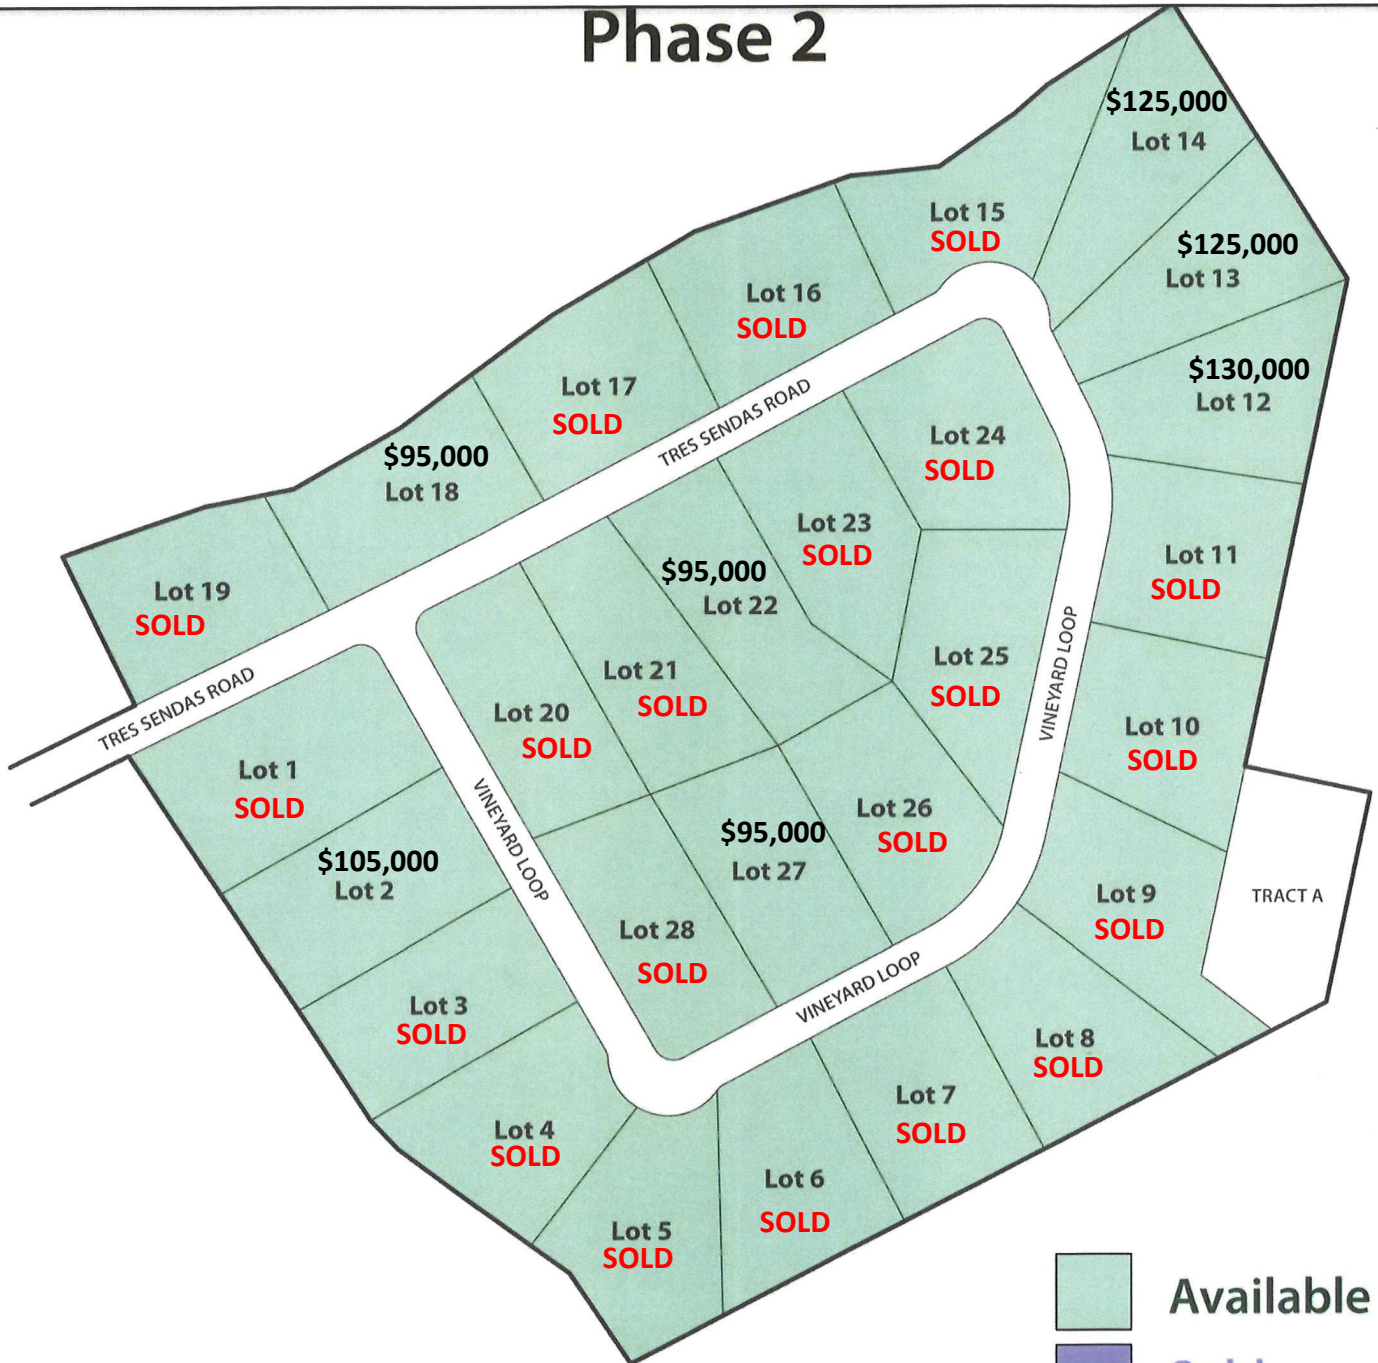 Phase 2
$125,000
Lot 14
Lot 15
SOLD
$125,000
Lot 13
Lot 16
SOLD
$130,000
Lot 12
Lot 17
SOLD
TRES SENDAS ROAD
Lot 24
SOLD
$95,000
Lot 18
Lot 23
SOLD
Lot 11
SOLD
$95,000
Lot 22
Lot 19
SOLD
Lot 21
SOLD
Lot 25
SOLD
VINEYARD LOOP
TRES SENDAS ROAD
Lot 20
SOLD
Lot 10
SOLD
Lot 1
SOLD
VINEYARD LOOP
Lot 26
SOLD
$95,000
Lot 27
$105,000
Lot 2
Lot 9
SOLD
TRACT A
Lot 28
SOLD
VINEYARD LOOP
Lot 3
SOLD
Lot 8
SOLD
Lot 7
SOLD
Lot 4
SOLD
Lot 6
SOLD
Lot 5
SOLD
Available